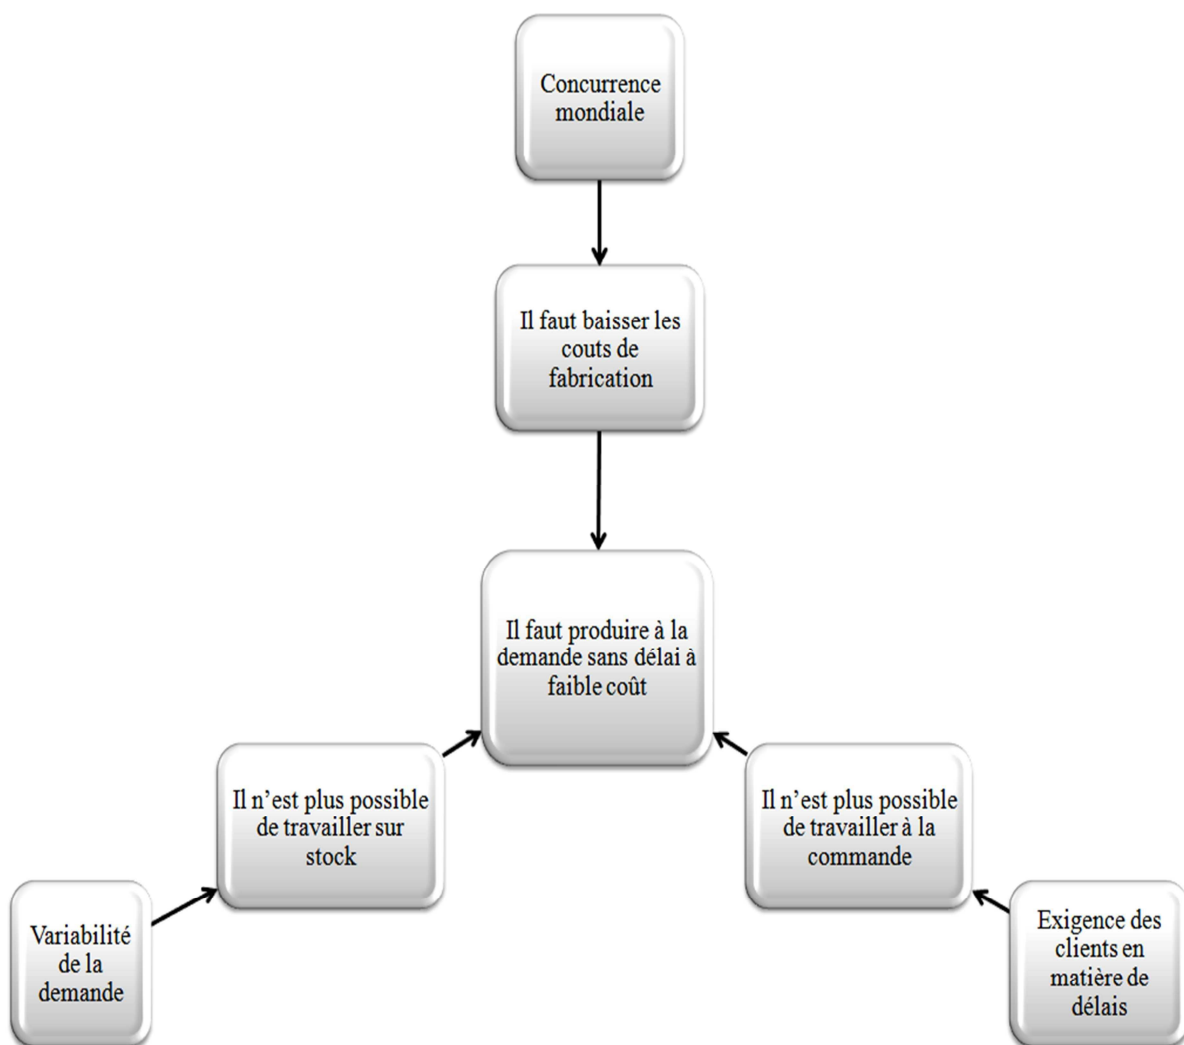 Concurrence
mondiale
Il faut baisser les
couts de
fabrication
Il faut produire à la
demande sans délai à
faible coût
Il n’est plus possible
de travailler sur
stock
Il n’est plus possible
de travailler à la
commande
Variabilité
de la
demande
Exigence des
clients en
matière de
délais